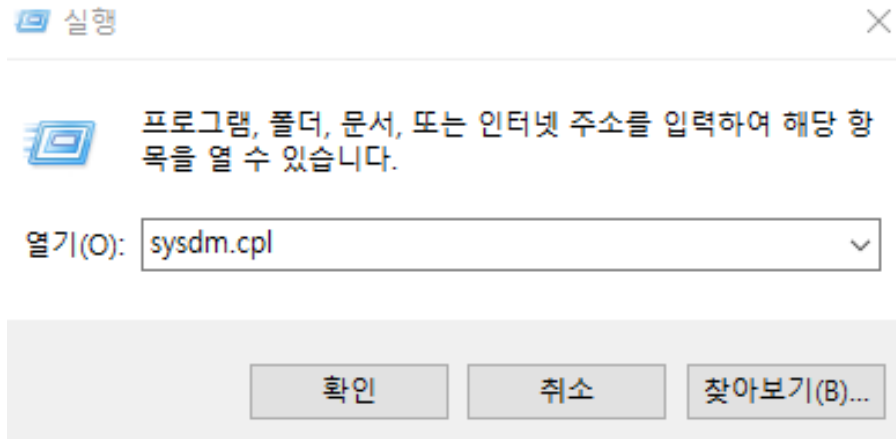 실행
프로그램, 폴더, 문서, 또는 인터넷 주소를 입력하여 해당 항
목을 열 수 있습니다.
열기(O): sysdm.cpl
확인 취소 찾아보기(B)...